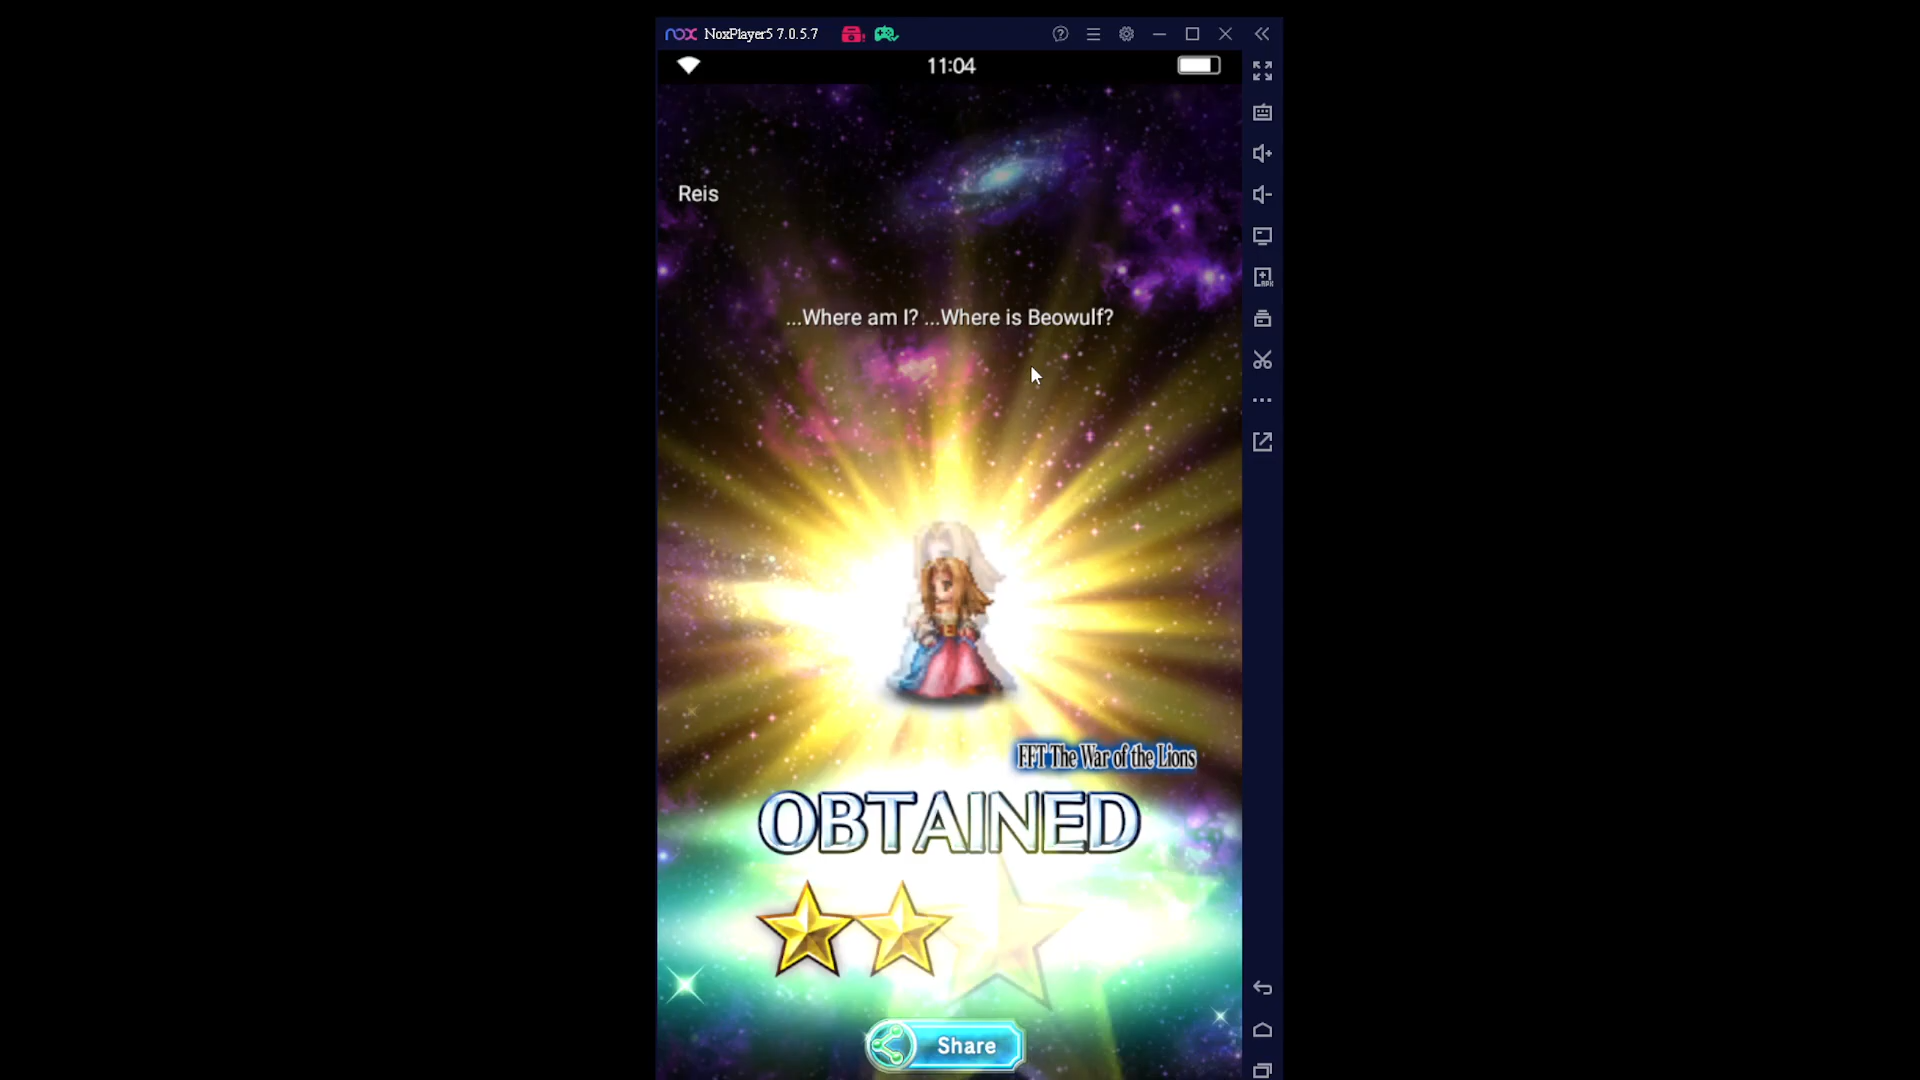 nox NoxPlayer5 7.0.5.7
11:04
Reis
...Where am I? ...Where is Beowulf?
FFT The War of the Lions
OBTAINED
Share